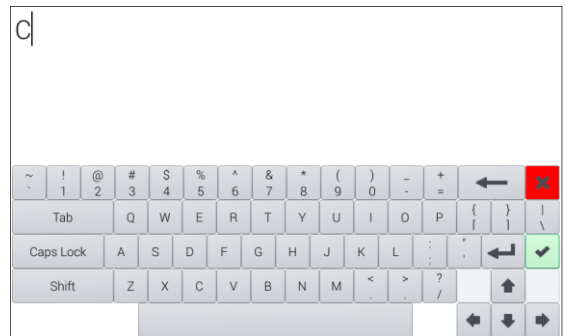 C
~ ` ! 1 @ 2 # 3 $ 4 % 5 ^ 6 & 7 * 8 ( 9 ) 0 _ - + =
Tab Q W E R T Y U I O P { [ } ] | \
Caps Lock A S D F G H J K L : : " '
Shift Z X C V B N M < . > . ? /